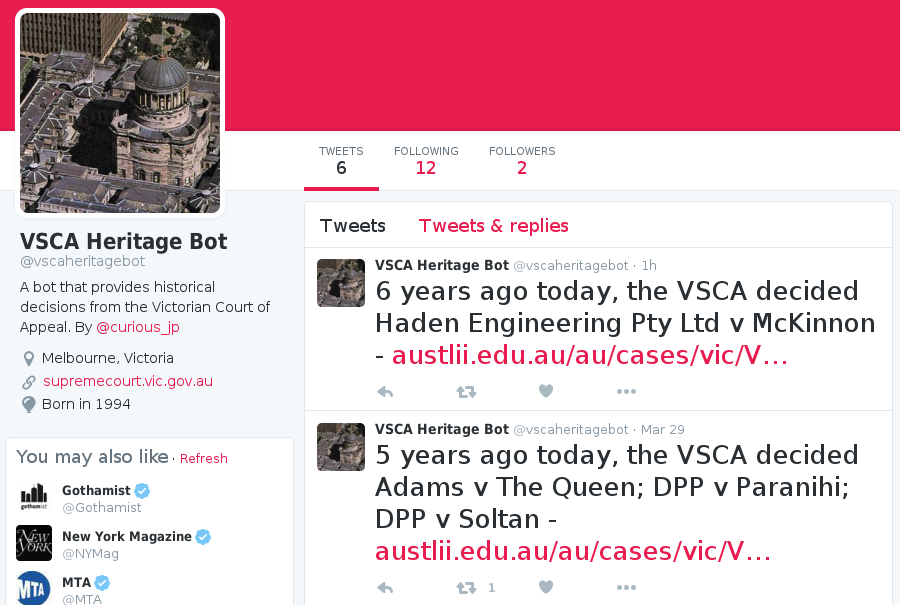 TWEETS FOLLOWING FOLLOWERS
6 12 2
Tweets Tweets & replies
VSCA Heritage Bot
@vscaheritagebot
A bot that provides historical
decisions from the Victorian Court of
Appeal. By @curious_jp
Melbourne, Victoria
supremecourt.vic.gov.au
Born in 1994
You may also like · Refresh
gothamist
Gothamist
@Gothamist
NEW YORK
New York Magazine
@NYMag
MTA
MTA
@MTA
VSCA Heritage Bot @vscaheritagebot · 1h
6 years ago today, the VSCA decided
Haden Engineering Pty Ltd v McKinnon
- austlii.edu.au/au/cases/vic/V…
VSCA Heritage Bot @vscaheritagebot · Mar 29
5 years ago today, the VSCA decided
Adams v The Queen; DPP v Paranihi;
DPP v Soltan -
austlii.edu.au/au/cases/vic/V…
1